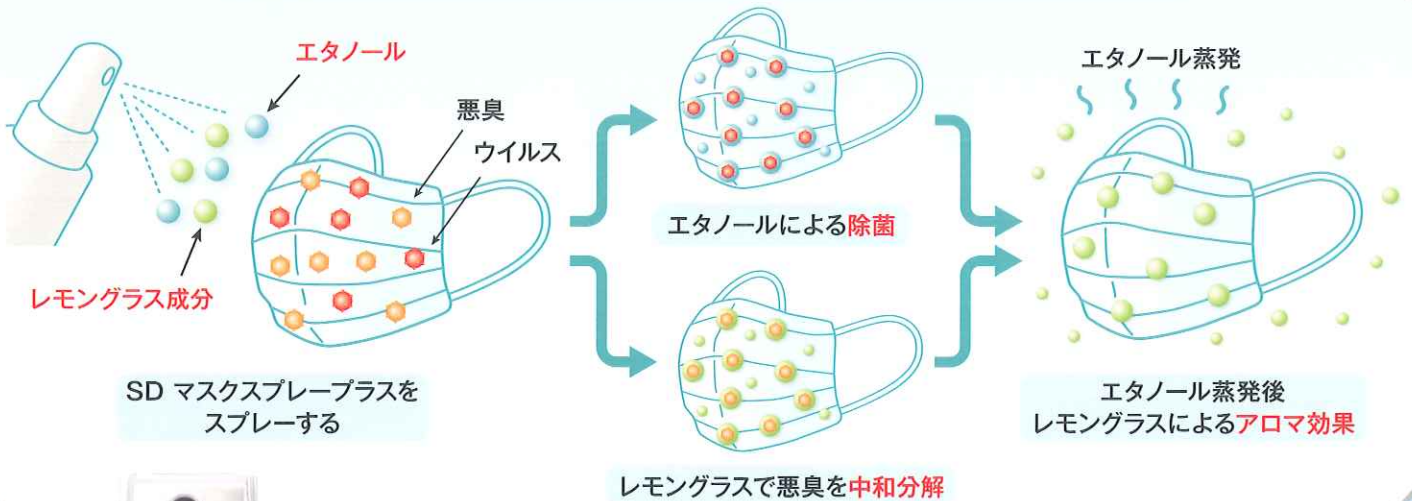 エタノール
悪臭
ウイルス
レモングラス成分
SD マスクスプレープラスを
スプレーする
エタノールによる除菌
レモングラスで悪臭を中和分解
エタノール蒸発
エタノール蒸発後
レモングラスによるアロマ効果